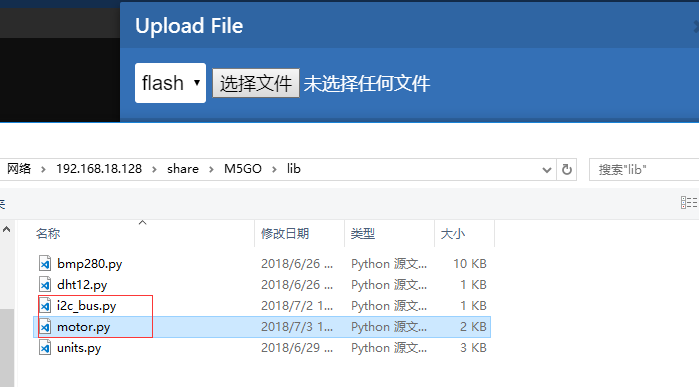 Upload File
flash 选择文件 未选择任何文件
网络 192.168.18.128 share M5GO lib 搜索"lib"
夹
名称 修改日期 类型 大小
bmp280.py 2018/6/26 ... Python 源文... 10 KB
dht12.py 2018/6/26 ... Python 源文... 1 KB
i2c_bus.py 2018/7/2 1... Python 源文... 1 KB
motor.py 2018/7/3 1... Python 源文... 2 KB
units.py 2018/6/29 ... Python 源文... 3 KB